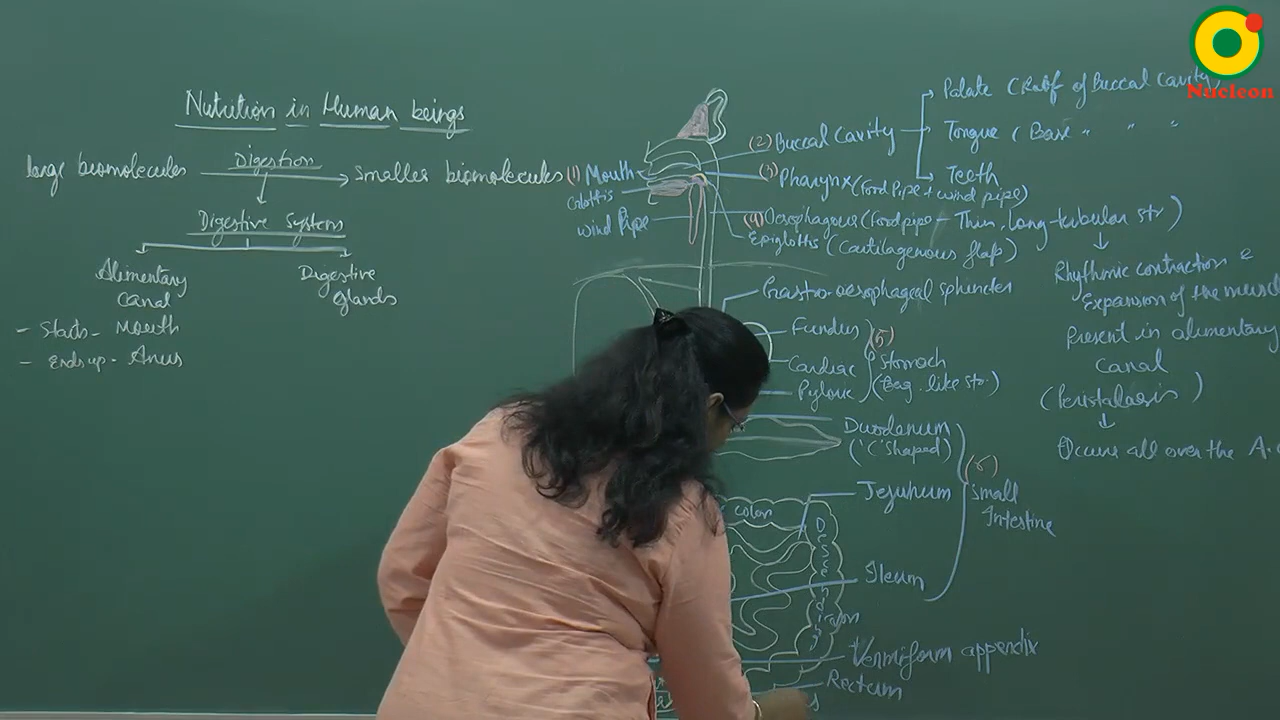 Nutrition in Human beings
large biomolecules Digestion smaller biomolecules
Digestive System
Alimentary canal
Digestive glands
- Starts - Mouth
- Ends up - Anus
(1) Mouth
Glottis
wind Pipe
(2) Buccal Cavity
Palate (Roof of Buccal Cavity)
Tongue (Base " " "
Teeth
(3) Pharynx (Food Pipe + wind pipe)
(4) Oesophagous (Food pipe - Thin, long-tubular str)
Epiglottis (Cartilagenous flap)
Rhythmic contraction &
Expansion of the
Present in alimentary
Canal
(Peristalasis)
Occurs all over the A.
Gastro-oesophageal sphincter
Fundus
Cardiac
Pyloric
(5)
Stomach
(Bag-like str.)
Duodenum
('C' Shaped)
Jejunum
Ileum
(6)
Small
Intestine
colon
Vermiform appendix
Rectum
Nucleon